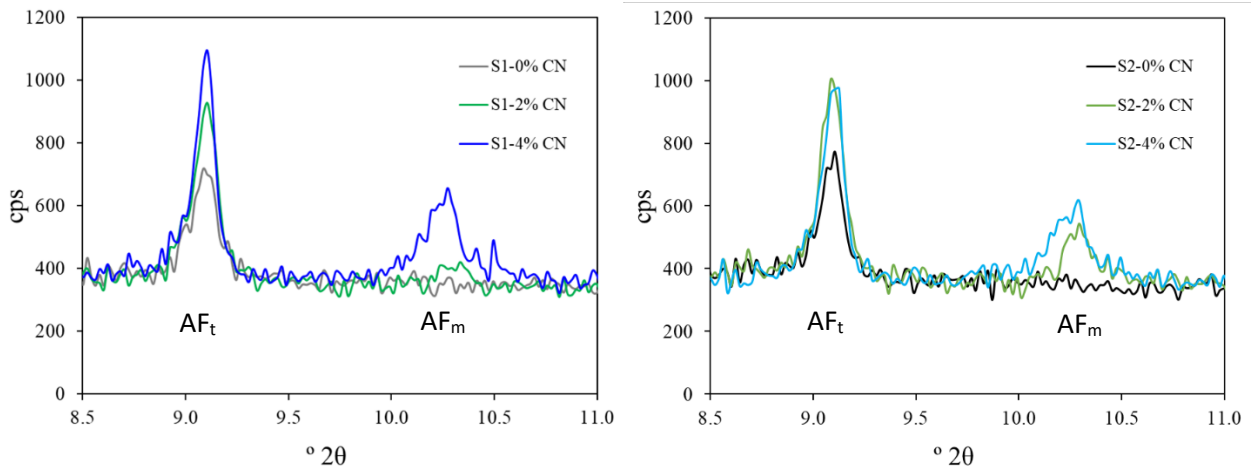 1200
1000
800
600
400
200
0
cps
S1-0% CN
S1-2% CN
S1-4% CN
AFt
AFm
8.5 9.0 9.5 10.0 10.5 11.0
º 2θ
1200
1000
800
600
400
200
0
cps
S2-0% CN
S2-2% CN
S2-4% CN
AFt
AFm
8.5 9.0 9.5 10.0 10.5 11.0
º 2θ